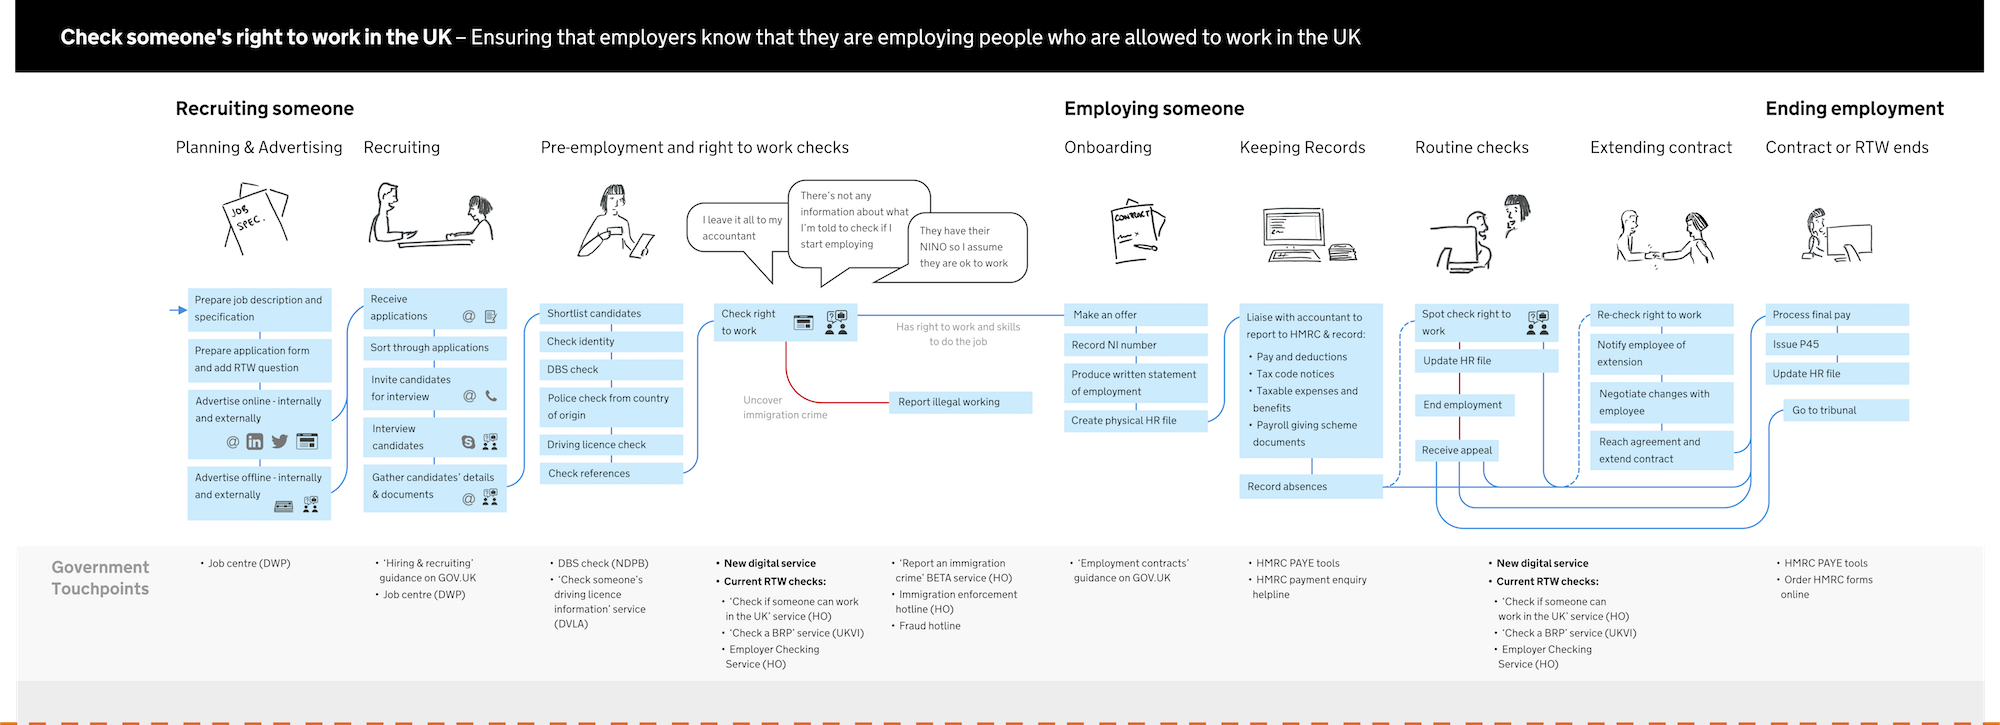 Check someone's right to work in the UK – Ensuring that employers know that they are employing people who are allowed to work in the UK
Recruiting someone
Employing someone
Ending employment
Planning & Advertising
Recruiting
Pre-employment and right to work checks
Onboarding
Keeping Records
Routine checks
Extending contract
Contract or RTW ends
JOB
SPEC.
I leave it all to my
accountant
There's not any
information about what
I'm told to check if I
start employing
They have their
NINO so I assume
they are ok to work
CONTRACT
Prepare job description and
specification
Prepare application form
and add RTW question
Advertise online - internally
and externally
@ in
Advertise offline - internally
and externally
Receive
applications
@
Sort through applications
Invite candidates
for interview
@
Interview
candidates
Gather candidates' details
& documents
@
Shortlist candidates
Check identity
DBS check
Police check from country
of origin
Driving licence check
Check references
Check right
to work
Has right to work and skills
to do the job
Uncover
immigration crime
Report illegal working
Make an offer
Record NI number
Produce written statement
of employment
Create physical HR file
Liaise with accountant to
report to HMRC & record:
• Pay and deductions
• Tax code notices
• Taxable expenses and
benefits
• Payroll giving scheme
documents
Record absences
Spot check right to
work
Update HR file
End employment
Receive appeal
Re-check right to work
Notify employee of
extension
Negotiate changes with
employee
Reach agreement and
extend contract
Process final pay
Issue P45
Update HR file
Go to tribunal
Government
Touchpoints
• Job centre (DWP)
• 'Hiring & recruiting'
guidance on GOV.UK
• Job centre (DWP)
• DBS check (NDPB)
• 'Check someone's
driving licence
information' service
(DVLA)
• New digital service
• Current RTW checks:
• 'Check if someone can work
in the UK' service (HO)
• 'Check a BRP' service (UKVI)
• Employer Checking
Service (HO)
• 'Report an immigration
crime' BETA service (HO)
• Immigration enforcement
hotline (HO)
• Fraud hotline
• 'Employment contracts'
guidance on GOV.UK
• HMRC PAYE tools
• HMRC payment enquiry
helpline
• New digital service
• Current RTW checks:
• 'Check if someone can
work in the UK' service (HO)
• 'Check a BRP' service (UKVI)
• Employer Checking
Service (HO)
• HMRC PAYE tools
• Order HMRC forms
online